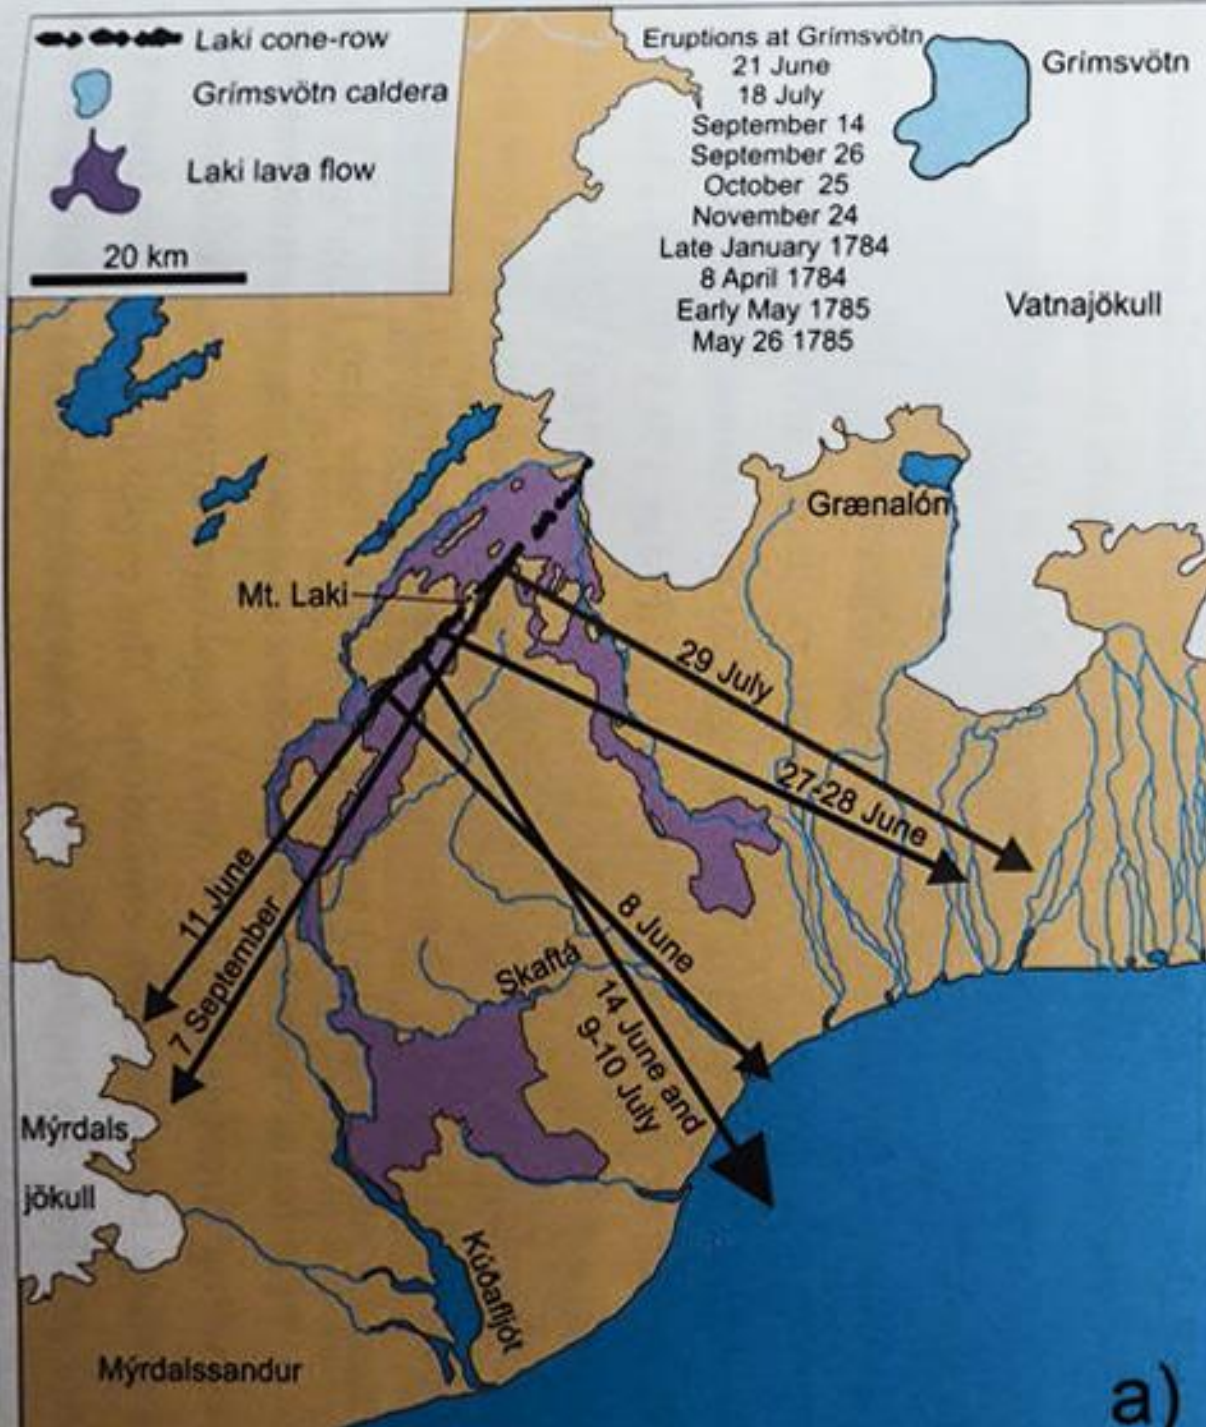 Laki cone-row
Grímsvötn caldera
Laki lava flow
20 km
Eruptions at Grímsvötn
21 June
18 July
September 14
September 26
October 25
November 24
Late January 1784
8 April 1784
Early May 1785
May 26 1785
Grímsvötn
Vatnajökull
Grænalón
Mt. Laki
29 July
27-28 June
11 June
7 September
8 June
Skaftá
14 June and
9-10 July
Mýrdals
jökull
Kúðafljót
Mýrdalssandur
a)